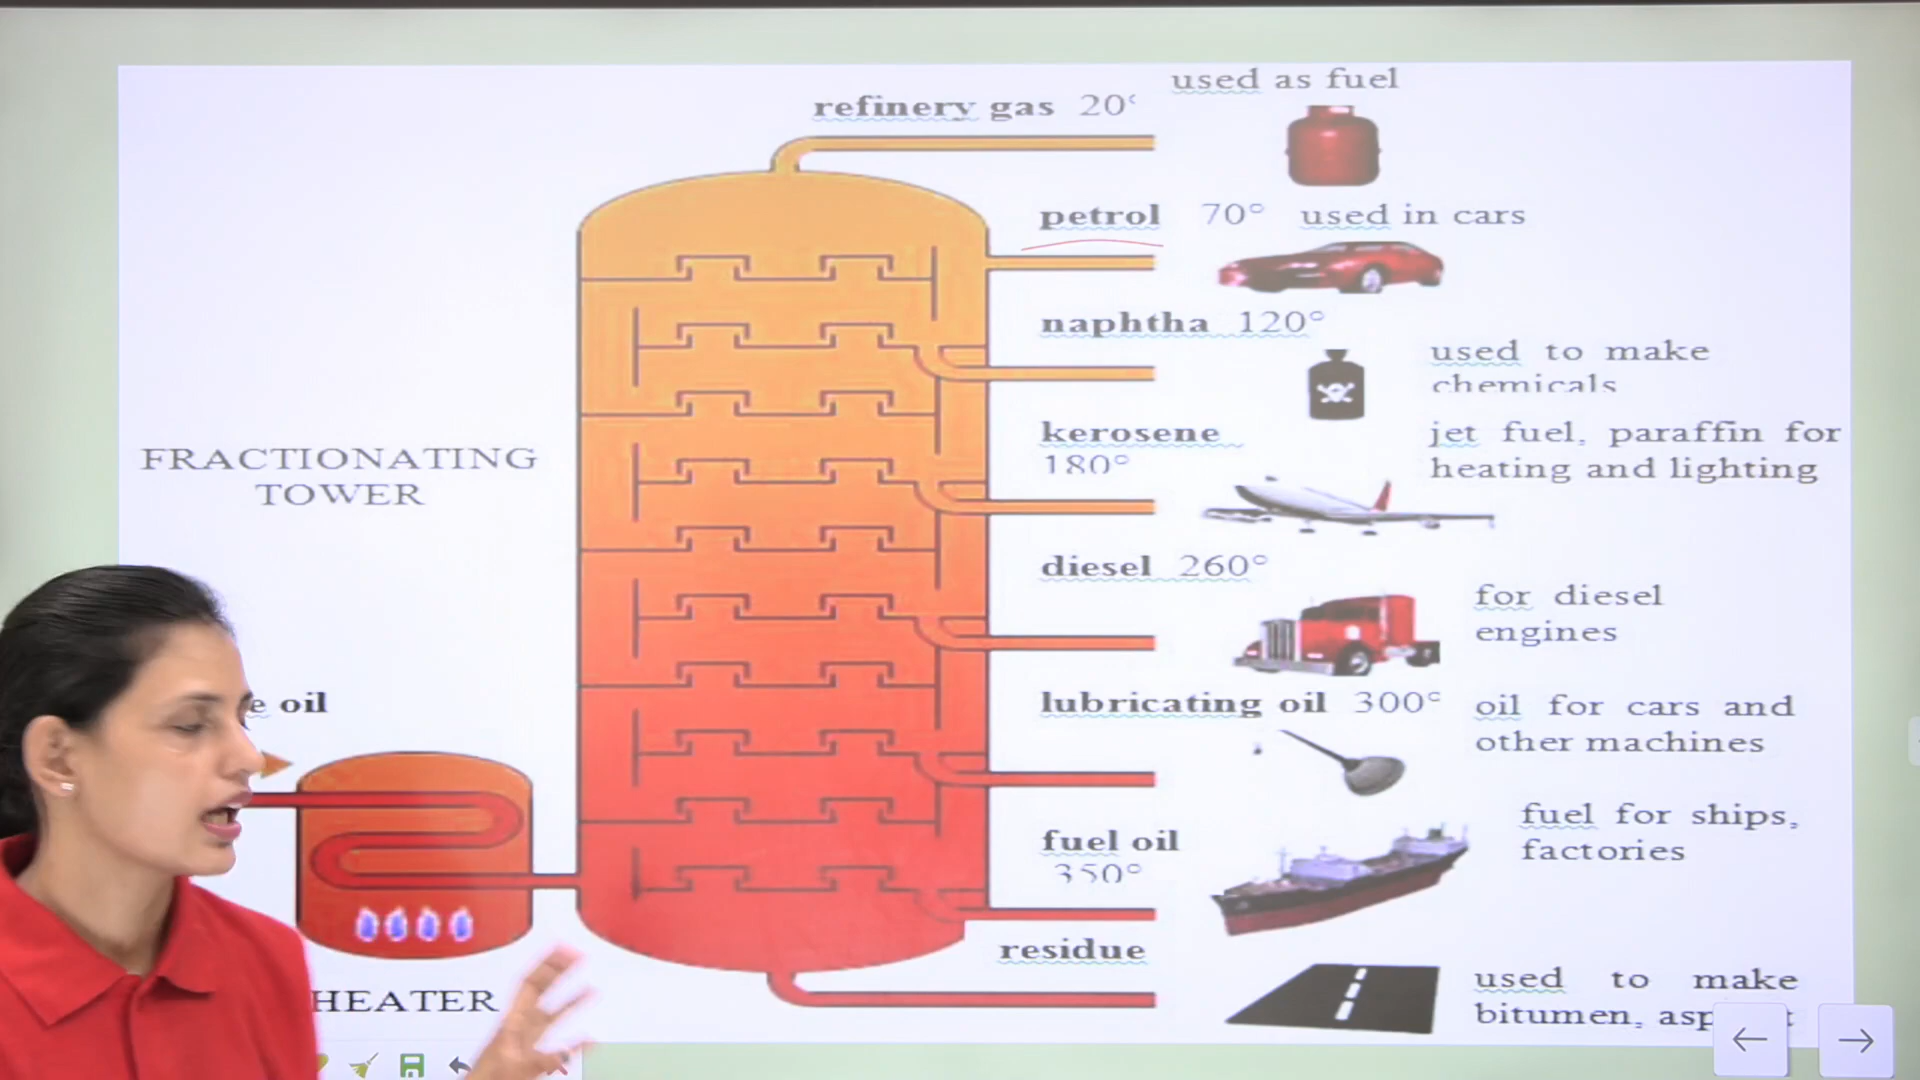 used as fuel
refinery gas 20°
petrol 70° used in cars
naphtha 120°
used to make
chemicals
kerosene
180°
jet fuel, paraffin for
heating and lighting
FRACTIONATING
TOWER
diesel 260°
for diesel
engines
oil
lubricating oil 300°
oil for cars and
other machines
fuel oil
350°
fuel for ships,
factories
residue
used to make
bitumen,
HEATER